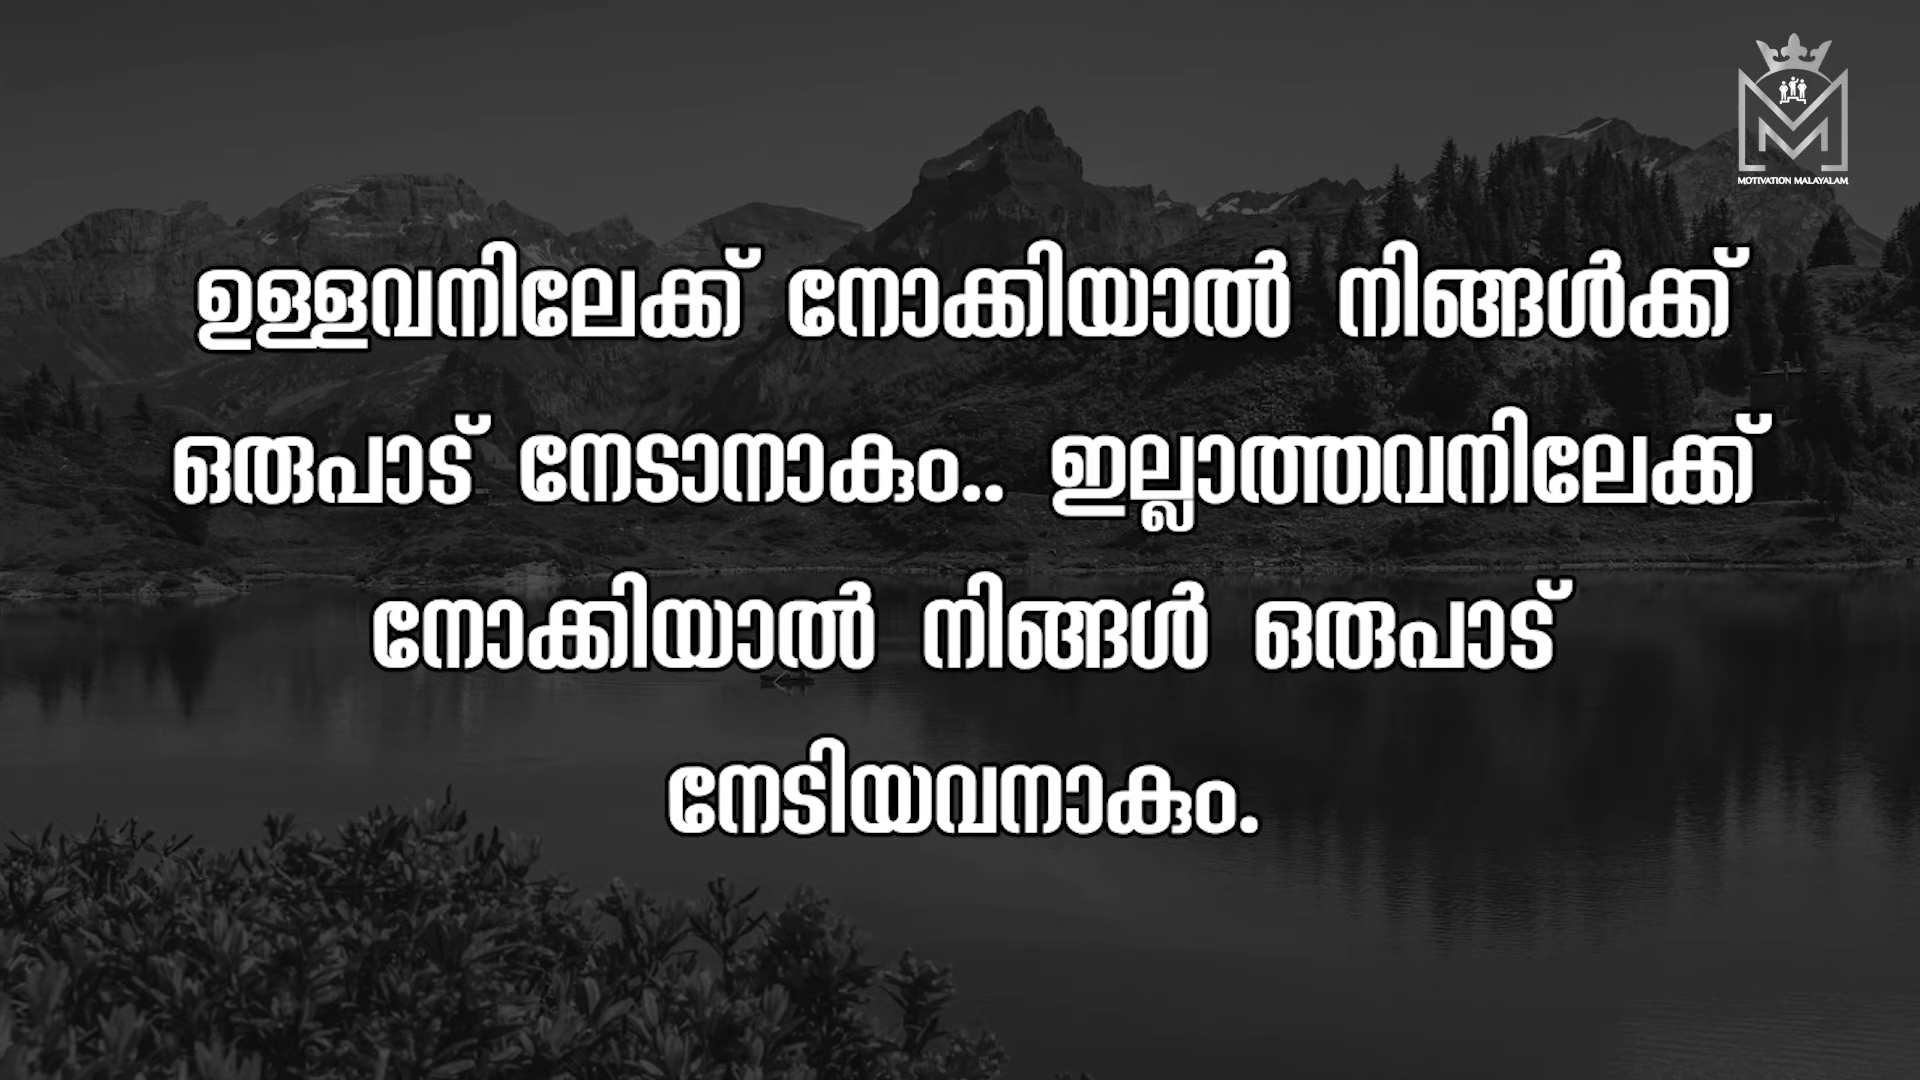 MOTIVATION MALAYALAM
ഉള്ളവനിലേക്ക് നോക്കിയാൽ നിങ്ങൾക്ക്
ഒരുപാട് നേടാനാകും.. ഇല്ലാത്തവനിലേക്ക്
നോക്കിയാൽ നിങ്ങൾ ഒരുപാട്
നേടിയവനാകും.